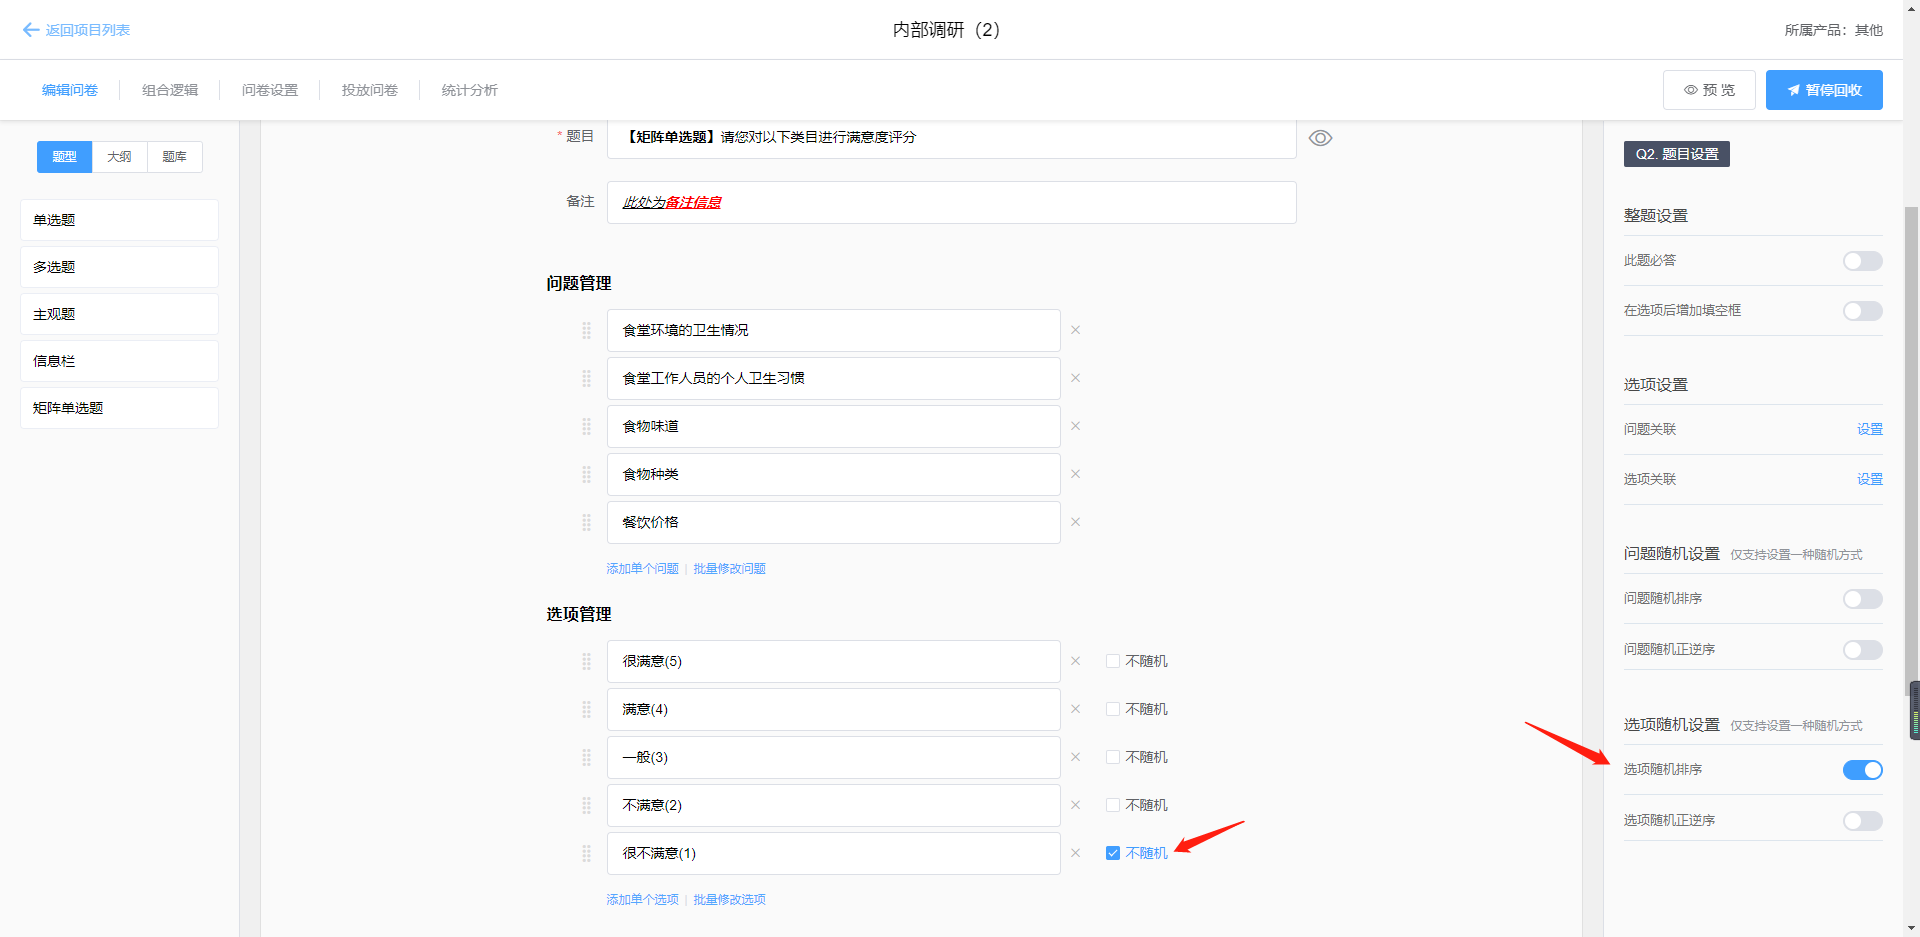 返回项目列表
内部调研（2）
所属产品：其他
编辑问卷
组合逻辑
问卷设置
投放问卷
统计分析
预 览
暂停回收
题型
大纲
题库
单选题
多选题
主观题
信息栏
矩阵单选题
* 题目
【矩阵单选题】请您对以下类目进行满意度评分
备注
此处为备注信息
问题管理
食堂环境的卫生情况
食堂工作人员的个人卫生习惯
食物味道
食物种类
餐饮价格
添加单个问题 | 批量修改问题
选项管理
很满意(5)
不随机
满意(4)
不随机
一般(3)
不随机
不满意(2)
不随机
很不满意(1)
不随机
添加单个选项 | 批量修改选项
Q2. 题目设置
整题设置
此题必答
在选项后增加填空框
选项设置
问题关联
设置
选项关联
设置
问题随机设置 仅支持设置一种随机方式
问题随机排序
问题随机正逆序
选项随机设置 仅支持设置一种随机方式
选项随机排序
选项随机正逆序